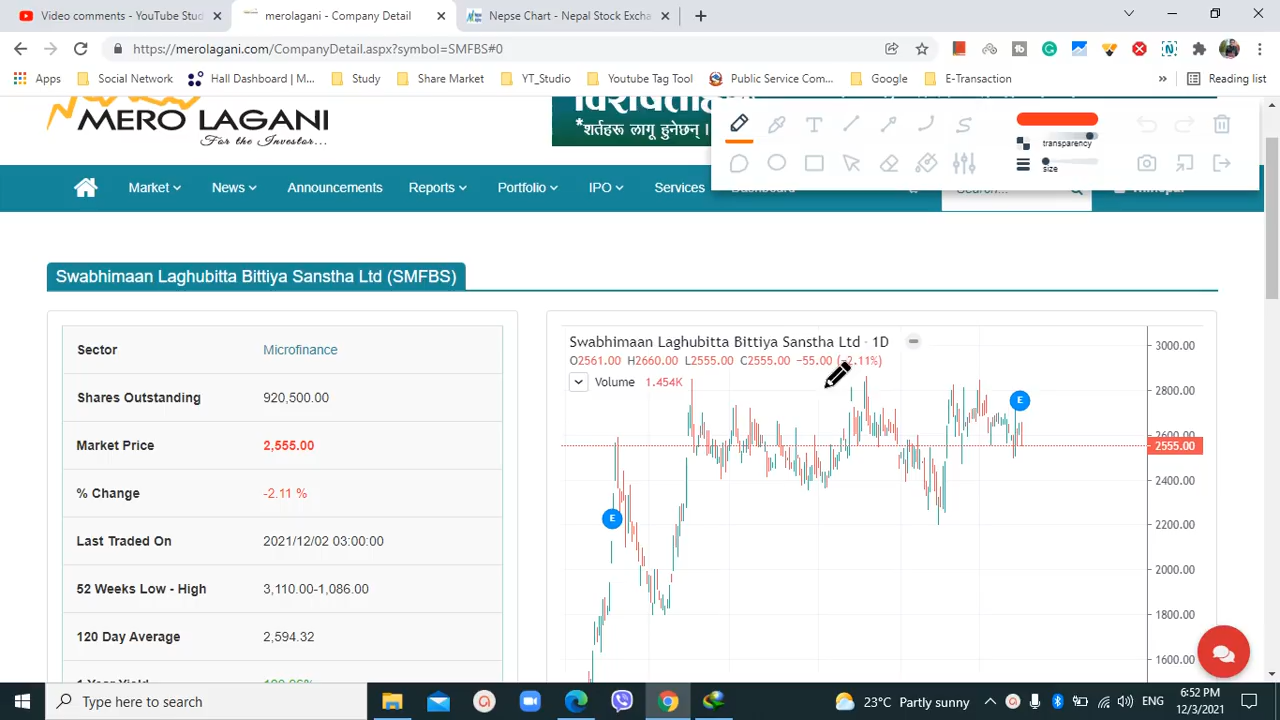 Video comments - YouTube Studi
merolagani - Company Detail
Nepse Chart - Nepal Stock Excha
https://merolagani.com/CompanyDetail.aspx?symbol=SMFBS#0
Apps
Social Network
Hall Dashboard | M...
Study
Share Market
YT_Studio
Youtube Tag Tool
Public Service Com...
Google
E-Transaction
»
Reading list
MERO LAGANI
For the Investor...
*शर्तहरू लागू हुनेछन् ।
T
S
transparency
size
Market
News
Announcements
Reports
Portfolio
IPO
Services
Swabhimaan Laghubitta Bittiya Sanstha Ltd (SMFBS)
Sector Microfinance
Shares Outstanding 920,500.00
Market Price 2,555.00
% Change -2.11 %
Last Traded On 2021/12/02 03:00:00
52 Weeks Low - High 3,110.00-1,086.00
120 Day Average 2,594.32
Swabhimaan Laghubitta Bittiya Sanstha Ltd - 1D
O2561.00 H2660.00 L2555.00 C2555.00 −55.00 (−2.11%)
Volume 1.454K
3000.00
2800.00
E
2600.00
2555.00
2400.00
E
2200.00
2000.00
1800.00
1600.00
Type here to search
23°C Partly sunny
ENG
6:52 PM
12/3/2021